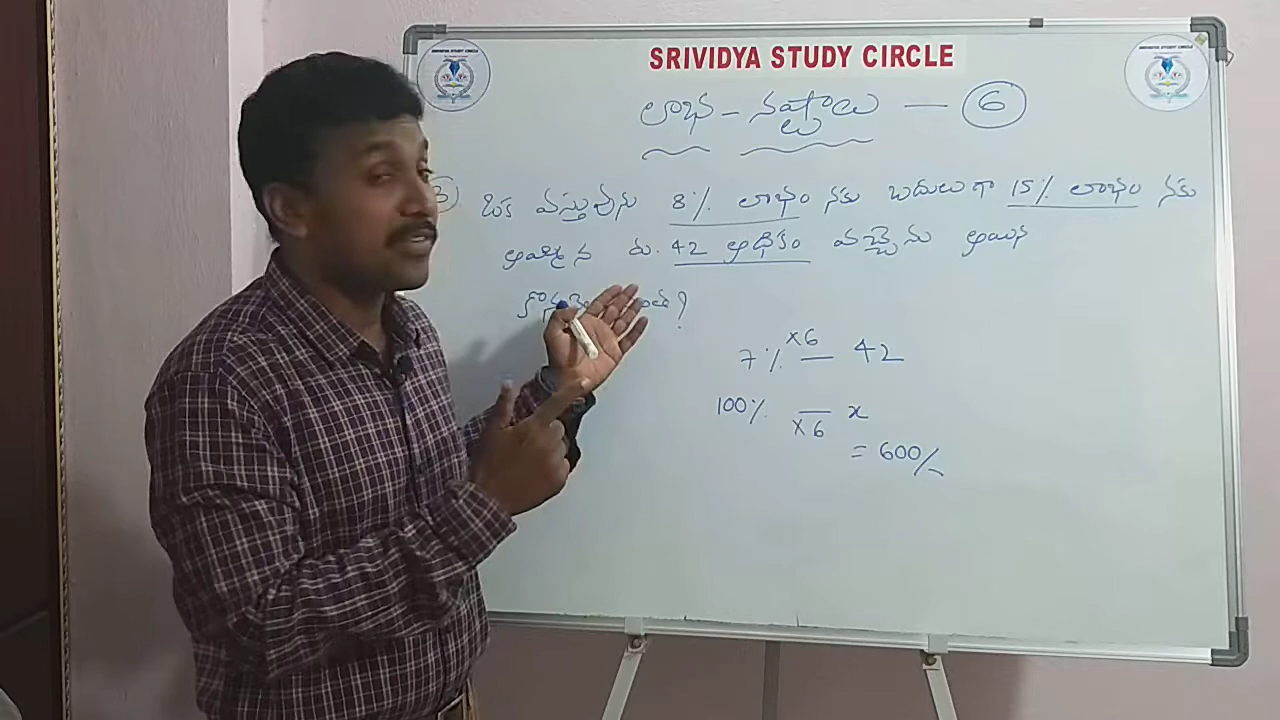 SRIVIDYA STUDY CIRCLE
లాభ - నష్టాలు — 6
3) ఒక వస్తువును 8% లాభం నకు బదులుగా 15% లాభం నకు
అమ్మిన రు. 42 అధికం వచ్చెను అయిన
?
7% ×6 — 42
100% — x
×6
= 600/-